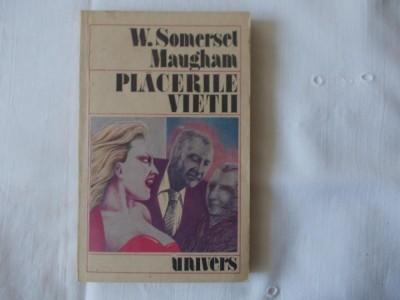 W. Somerset
Maugham
PLACERILE
VIETII
univers